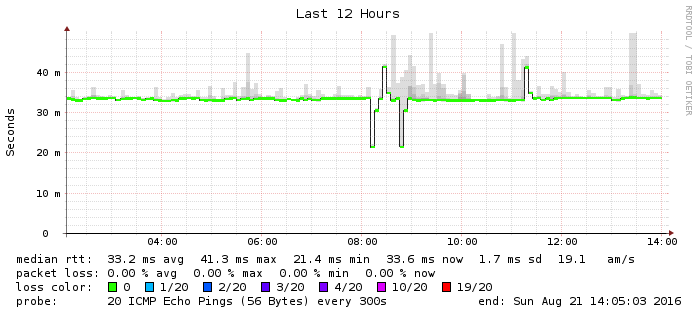 Last 12 Hours
RRDTOOL / TOBI OETIKER
Seconds
40 m
30 m
20 m
10 m
0
04:00 06:00 08:00 10:00 12:00 14:00
median rtt: 33.2 ms avg 41.3 ms max 21.4 ms min 33.6 ms now 1.7 ms sd 19.1 am/s
packet loss: 0.00 % avg 0.00 % max 0.00 % min 0.00 % now
loss color: 0 1/20 2/20 3/20 4/20 10/20 19/20
probe: 20 ICMP Echo Pings (56 Bytes) every 300s end: Sun Aug 21 14:05:03 2016